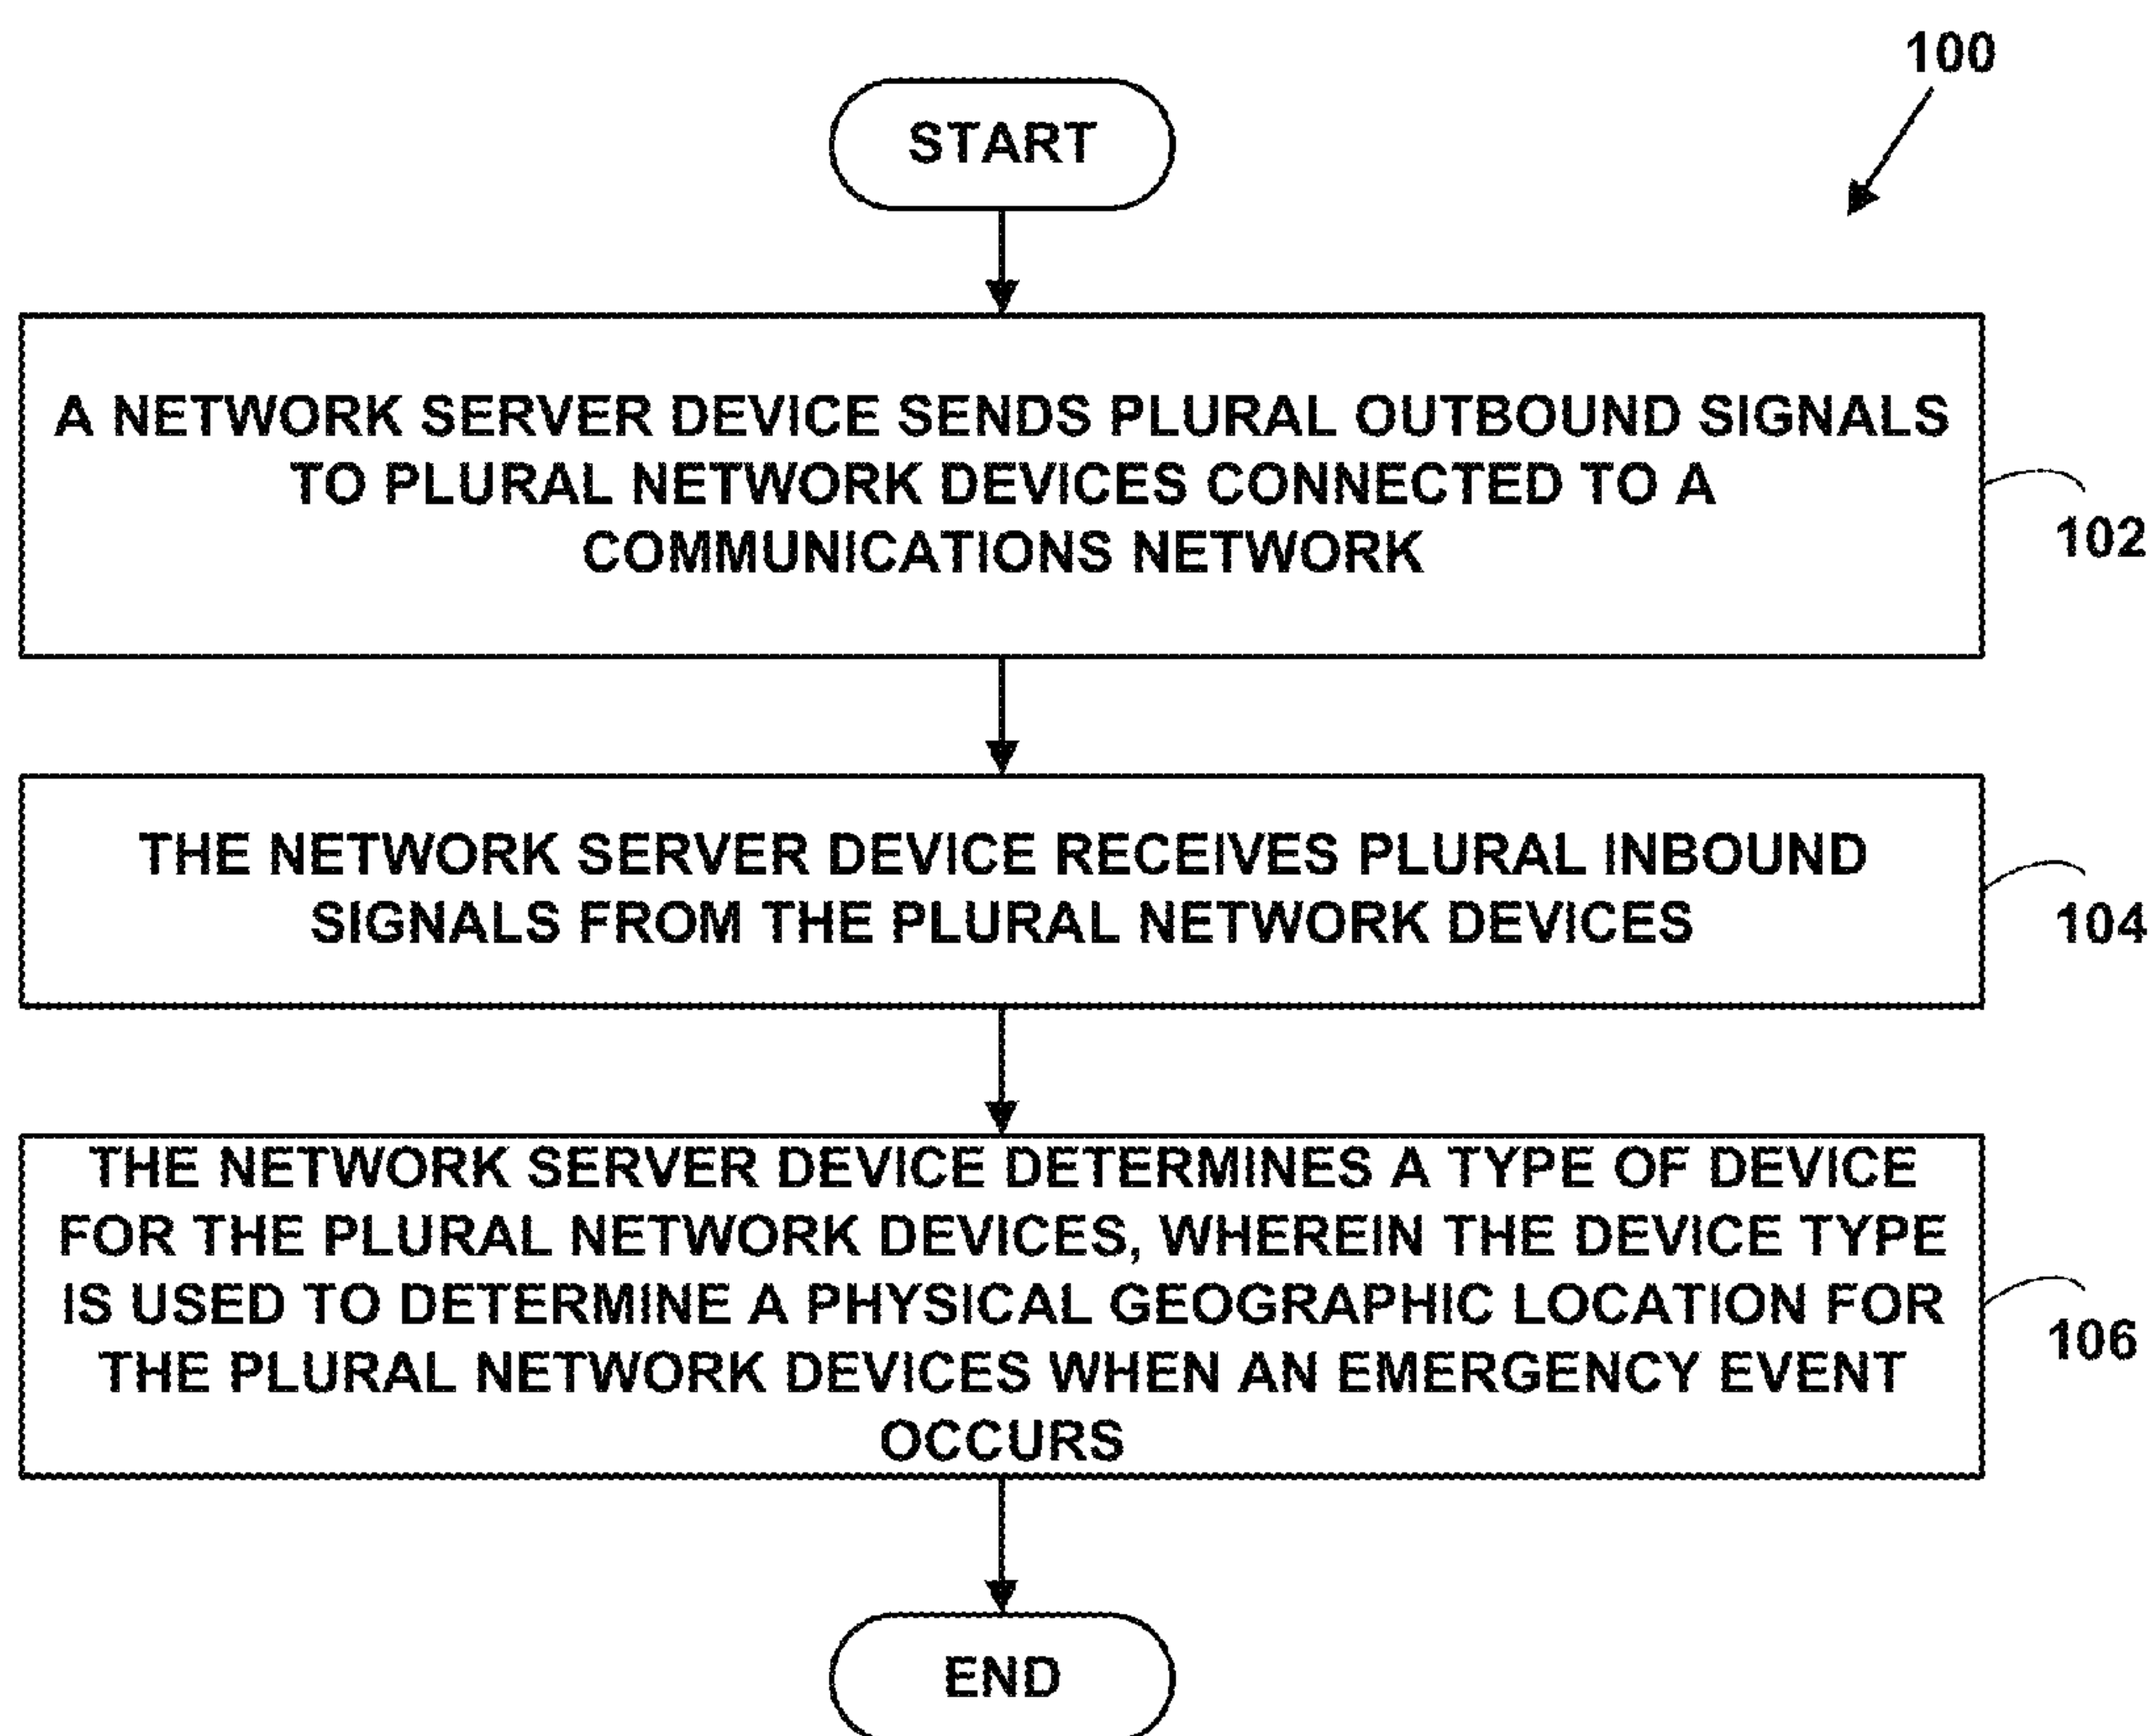 100
START
A NETWORK SERVER DEVICE SENDS PLURAL OUTBOUND SIGNALS
TO PLURAL NETWORK DEVICES CONNECTED TO A
COMMUNICATIONS NETWORK
102
THE NETWORK SERVER DEVICE RECEIVES PLURAL INBOUND
SIGNALS FROM THE PLURAL NETWORK DEVICES
104
THE NETWORK SERVER DEVICE DETERMINES A TYPE OF DEVICE
FOR THE PLURAL NETWORK DEVICES, WHEREIN THE DEVICE TYPE
IS USED TO DETERMINE A PHYSICAL GEOGRAPHIC LOCATION FOR
THE PLURAL NETWORK DEVICES WHEN AN EMERGENCY EVENT
OCCURS
106
END